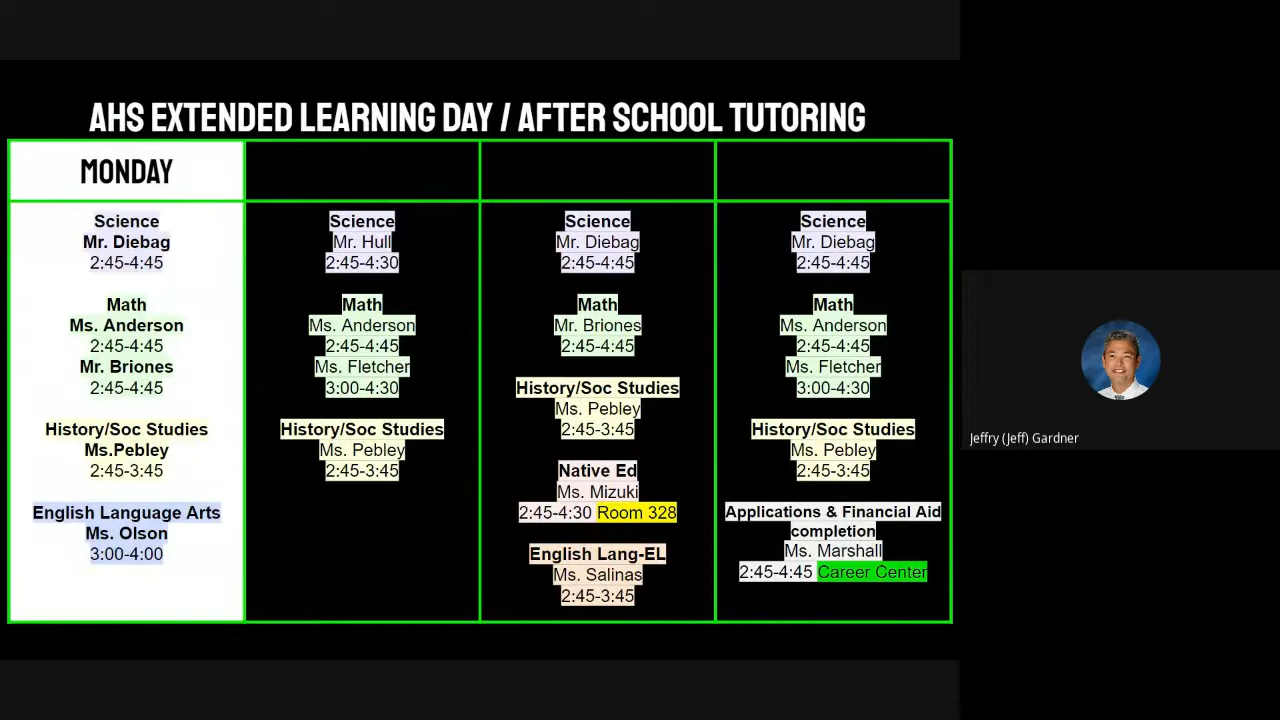 AHS EXTENDED LEARNING DAY / AFTER SCHOOL TUTORING
MONDAY
Science
Mr. Diebag
2:45-4:45
Math
Ms. Anderson
2:45-4:45
Mr. Briones
2:45-4:45
History/Soc Studies
Ms.Pebley
2:45-3:45
English Language Arts
Ms. Olson
3:00-4:00
Science
Mr. Hull
2:45-4:30
Math
Ms. Anderson
2:45-4:45
Ms. Fletcher
3:00-4:30
History/Soc Studies
Ms. Pebley
2:45-3:45
Science
Mr. Diebag
2:45-4:45
Math
Mr. Briones
2:45-4:45
History/Soc Studies
Ms. Pebley
2:45-3:45
Native Ed
Ms. Mizuki
2:45-4:30 Room 328
English Lang-EL
Ms. Salinas
2:45-3:45
Science
Mr. Diebag
2:45-4:45
Math
Ms. Anderson
2:45-4:45
Ms. Fletcher
3:00-4:30
History/Soc Studies
Ms. Pebley
2:45-3:45
Applications & Financial Aid
completion
Ms. Marshall
2:45-4:45 Career Center
Jeffry (Jeff) Gardner